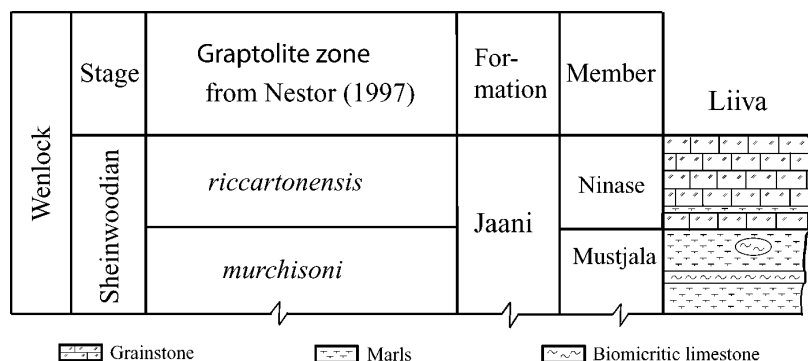 Wenlock
Stage
Graptolite zone
from Nestor (1997)
For-
mation
Member
Liiva
Sheinwoodian
riccartonensis
murchisoni
Jaani
Ninase
Mustjala
Grainstone
Marls
Biomicritic limestone